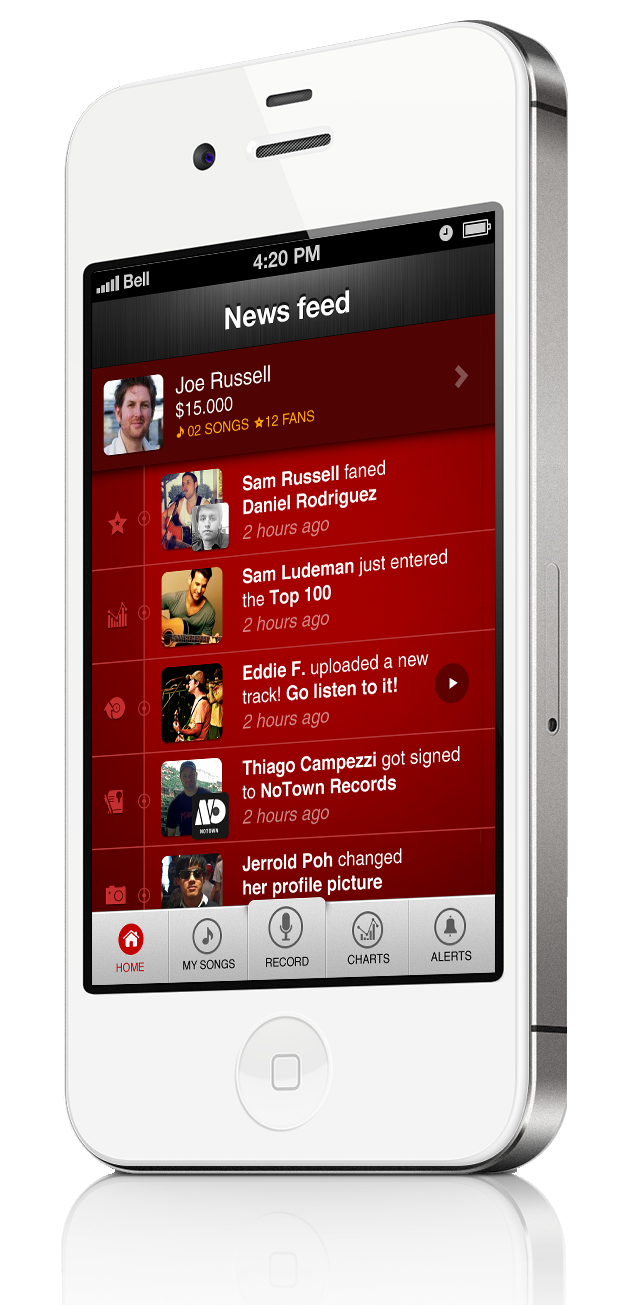 Bell
4:20 PM
News feed
Joe Russell
$15.000
02 SONGS 12 FANS
Sam Russell faned
Daniel Rodriguez
2 hours ago
Sam Ludeman just entered
the Top 100
2 hours ago
Eddie F. uploaded a new
track! Go listen to it!
2 hours ago
Thiago Campezzi got signed
to NoTown Records
2 hours ago
NO
NOTOWN
Jerrold Poh changed
her profile picture
HOME
MY SONGS
RECORD
CHARTS
ALERTS